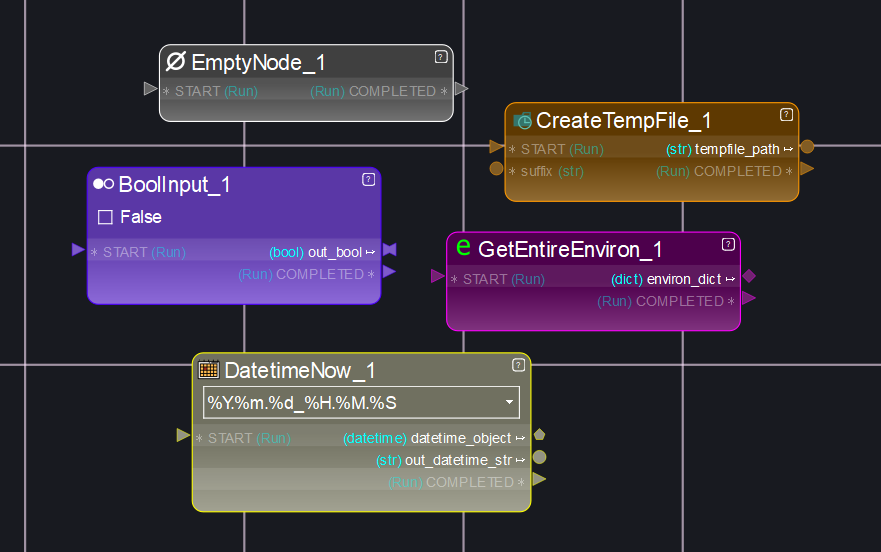 EmptyNode_1 ?
* START (Run) (Run) COMPLETED *
CreateTempFile_1 ?
* START (Run) (str) tempfile_path ↦
* suffix (str) (Run) COMPLETED *
BoolInput_1 ?
False
* START (Run) (bool) out_bool ↦
(Run) COMPLETED *
e GetEntireEnviron_1 ?
* START (Run) (dict) environ_dict ↦
(Run) COMPLETED *
DatetimeNow_1 ?
%Y.%m.%d_%H.%M.%S
* START (Run) (datetime) datetime_object ↦
(str) out_datetime_str ↦
(Run) COMPLETED *